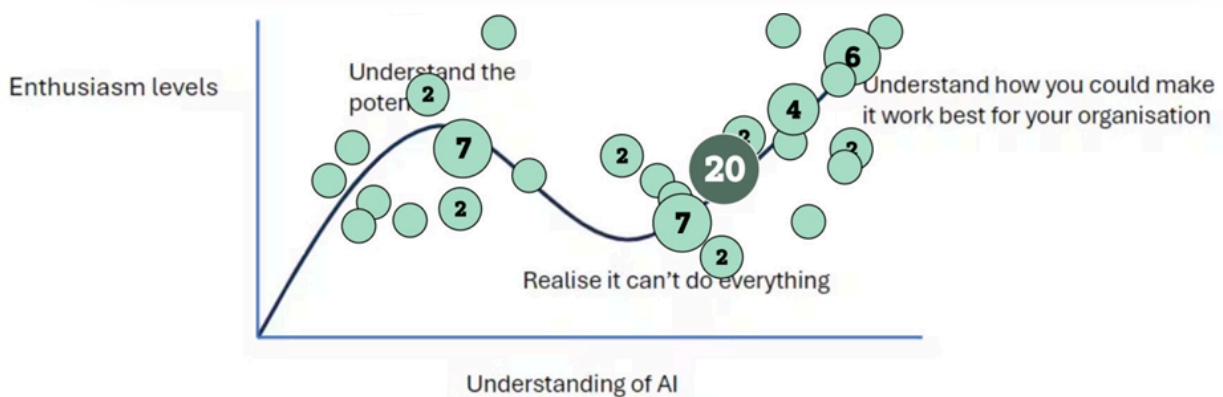 Enthusiasm levels
Understand the
2
7
2
2
2
20
7
2
4
6
2
Understand how you could make
it work best for your organisation
Realise it can't do everything
Understanding of AI